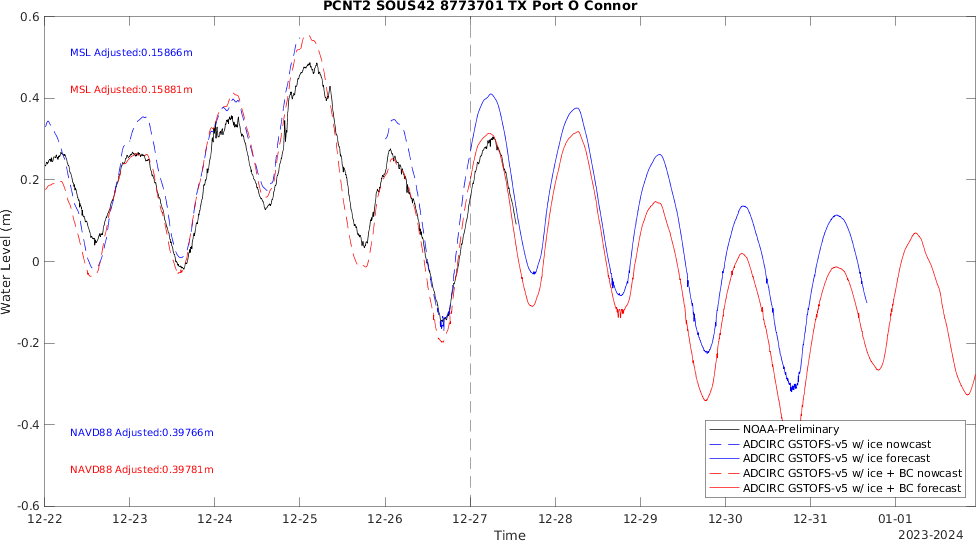 PCNT2 SOUS42 8773701 TX Port O Connor
0.6
0.4
0.2
0
-0.2
-0.4
-0.6
Water Level (m)
MSL Adjusted:0.15866m
MSL Adjusted:0.15881m
NAVD88 Adjusted:0.39766m
NAVD88 Adjusted:0.39781m
NOAA-Preliminary
ADCIRC GSTOFS-v5 w/ ice nowcast
ADCIRC GSTOFS-v5 w/ ice forecast
ADCIRC GSTOFS-v5 w/ ice + BC nowcast
ADCIRC GSTOFS-v5 w/ ice + BC forecast
12-22 12-23 12-24 12-25 12-26 12-27 12-28 12-29 12-30 12-31 01-01
Time
2023-2024